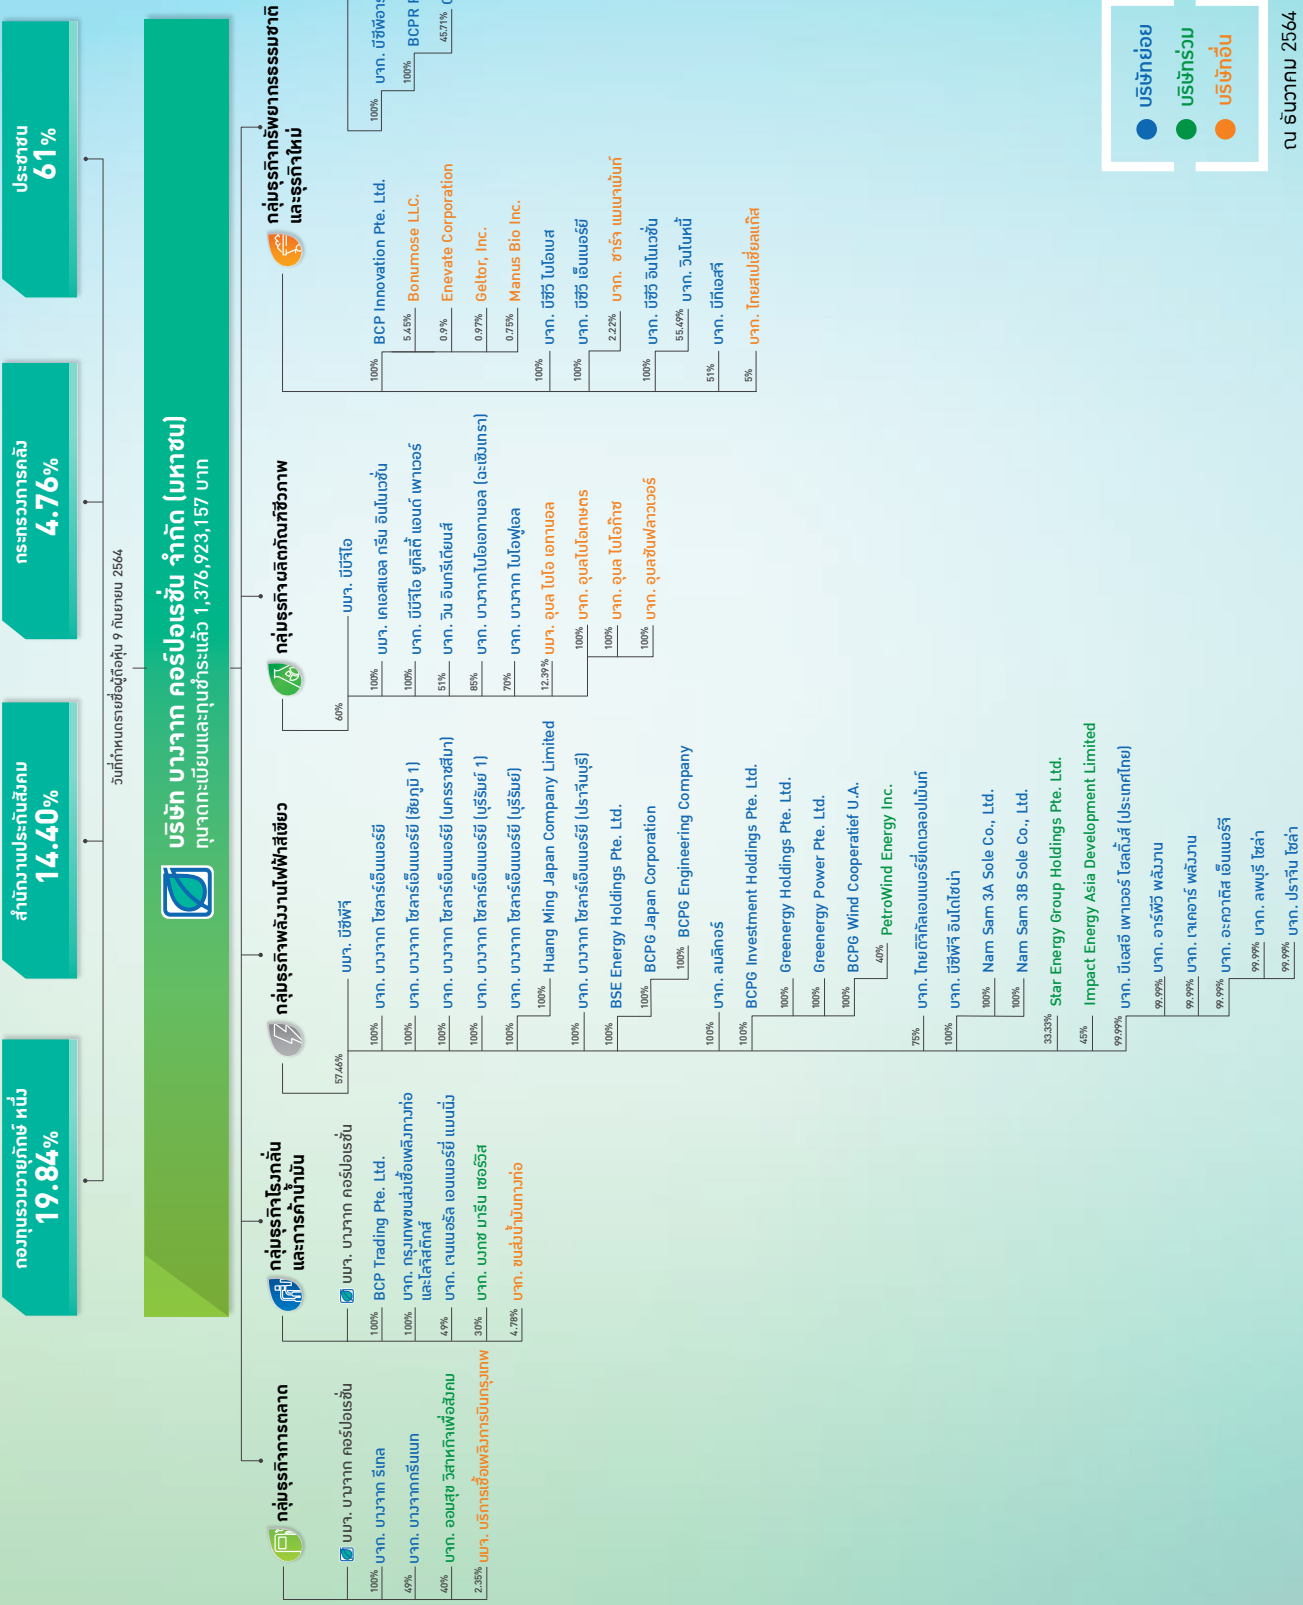 กองทุนรวมวายุภักษ์ หนึ่ง
19.84%
สำนักงานประกันสังคม
14.40%
กระทรวงการคลัง
4.76%
ประชาชน
61%
วันที่กำหนดรายชื่อผู้ถือหุ้น 9 กันยายน 2564
บริษัท บางจาก คอร์ปอเรชั่น จำกัด (มหาชน)
ทุนจดทะเบียนและทุนชำระแล้ว 1,376,923,157 บาท
กลุ่มธุรกิจการตลาด
บมจ. บางจาก คอร์ปอเรชั่น
100% บจก. บางจาก รีเทล
49% บจก. บางจากกรีนเนท
40% บจก. ออมสุข วิสาหกิจเพื่อสังคม
2.35% บมจ. บริการเชื้อเพลิงการบินกรุงเทพ
กลุ่มธุรกิจโรงกลั่น
และการค้าน้ำมัน
บมจ. บางจาก คอร์ปอเรชั่น
100% BCP Trading Pte. Ltd.
100% บจก. กรุงเทพขนส่งเชื้อเพลิงทางท่อ
และโลจิสติกส์
49% บจก. เจนเนอรัล เอนเนอร์ยี่ แมนนิ่ง
30% บจก. บงกช มารีน เซอร์วิส
4.78% บจก. ขนส่งน้ำมันทางท่อ
กลุ่มธุรกิจพลังงานไฟฟ้าสีเขียว
57.46% บมจ. บีซีพีจี
100% บจก. บางจาก โซลาร์เอ็นเนอร์ยี
100% บจก. บางจาก โซลาร์เอ็นเนอร์ยี (ชัยภูมิ 1)
100% บจก. บางจาก โซลาร์เอ็นเนอร์ยี (นครราชสีมา)
100% บจก. บางจาก โซลาร์เอ็นเนอร์ยี (บุรีรัมย์ 1)
100% บจก. บางจาก โซลาร์เอ็นเนอร์ยี (บุรีรัมย์)
100% Huang Ming Japan Company Limited
100% บจก. บางจาก โซลาร์เอ็นเนอร์ยี (ปราจีนบุรี)
100% BSE Energy Holdings Pte. Ltd.
100% BCPG Japan Corporation
100% BCPG Engineering Company
100% บจก. ลมลิกอร์
100% BCPG Investment Holdings Pte. Ltd.
100% Greenergy Holdings Pte. Ltd.
100% Greenergy Power Pte. Ltd.
100% BCPG Wind Cooperatief U.A.
40% PetroWind Energy Inc.
75% บจก. ไทยดิจิทัลเอนเนอร์ยี่เดเวลอปเม้นท์
100% บจก. บีซีพีจี อินโดไชน่า
100% Nam Sam 3A Sole Co., Ltd.
100% Nam Sam 3B Sole Co., Ltd.
33.33% Star Energy Group Holdings Pte. Ltd.
45% Impact Energy Asia Development Limited
99.99% บจก. บีเอสอี เพาเวอร์ โฮลดิ้งส์ (ประเทศไทย)
99.99% บจก. อาร์พีวี พลังงาน
99.99% บจก. เจเคอาร์ พลังงาน
99.99% บจก. อะควาติส เอ็นเนอร์จี
99.99% บจก. ลพบุรี โซล่า
99.99% บจก. ปราจีน โซล่า
กลุ่มธุรกิจผลิตภัณฑ์ชีวภาพ
60% บมจ. บีบีจีไอ
100% บมจ. เคเอสแอล กรีน อินโนเวชั่น
100% บจก. บีบีจีไอ ยูทิลิตี้ แอนด์ เพาเวอร์
51% บจก. วิน อินกรีเดียนส์
85% บจก. บางจากไบโอเอทานอล (ฉะเชิงเทรา)
70% บจก. บางจาก ไบโอฟูเอล
12.39% บมจ. อุบล ไบโอ เอทานอล
100% บจก. อุบลไบโอเกษตร
100% บจก. อุบล ไบโอก๊าซ
100% บจก. อุบลซันฟลาวเวอร์
กลุ่มธุรกิจทรัพยากรธรรมชาติ
และธุรกิจใหม่
100% BCP Innovation Pte. Ltd.
5.45% Bonumose LLC.
0.9% Enevate Corporation
0.97% Geltor, Inc.
0.75% Manus Bio Inc.
100% บจก. บีซีวี ไบโอเบส
100% บจก. บีซีวี เอ็นเนอร์ยี
2.22% บจก. ชาร์จ แมเนจเม้นท์
100% บจก. บีซีวี อินโนเวชั่น
55.49% บจก. วินโนหนี้
51% บจก. บีทีเอสจี
5% บจก. ไทยสเปเชี่ยลแก๊ส
100% บจก. บีซีพีอาร์
100% BCPR
45.71%
บริษัทย่อย
บริษัทร่วม
บริษัทอื่น
ณ ธันวาคม 2564